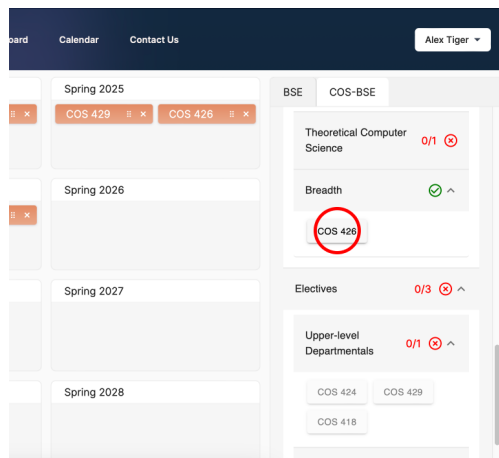 Calendar
Contact Us
Alex Tiger
Spring 2025
COS 429
COS 426
Spring 2026
Spring 2027
Spring 2028
BSE
COS-BSE
Theoretical Computer
Science
0/1
Breadth
COS 426
Electives
0/3
Upper-level
Departmentals
0/1
COS 424
COS 429
COS 418